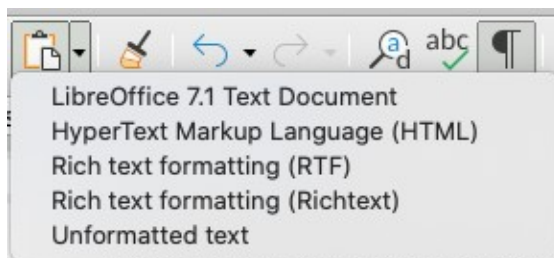 abc
LibreOffice 7.1 Text Document
HyperText Markup Language (HTML)
Rich text formatting (RTF)
Rich text formatting (Richtext)
Unformatted text